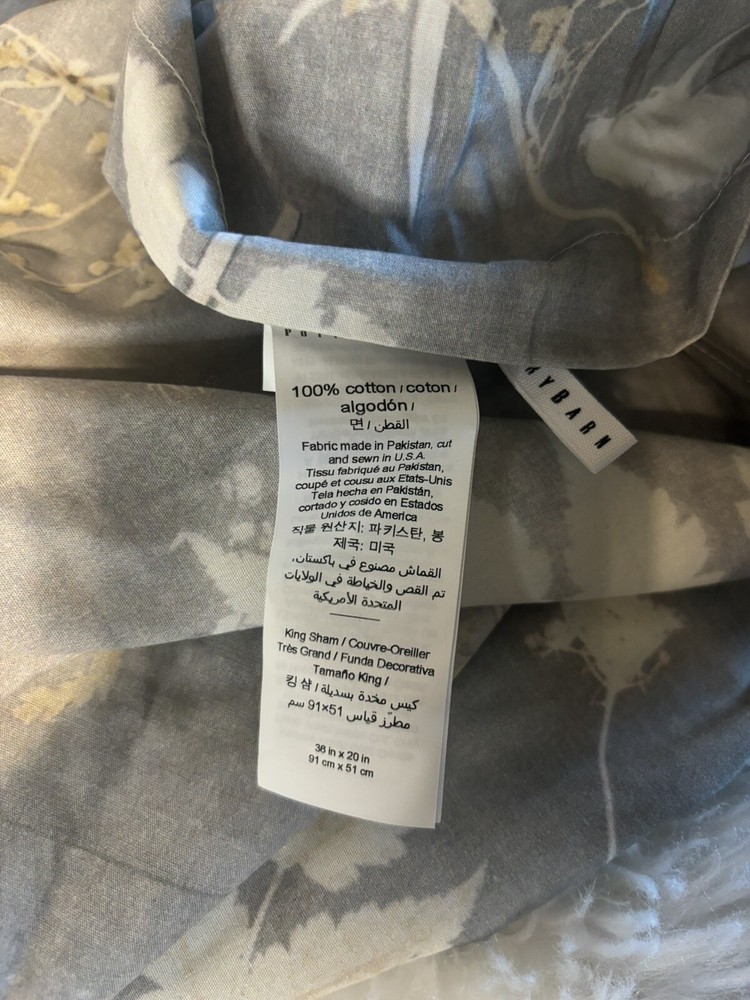 100% cotton / coton /
algodón /
면 / القطن
Fabric made in Pakistan, cut
and sewn in U.S.A.
Tissu fabriqué au Pakistan,
coupé et cousu aux Etats-Unis
Tela hecha en Pakistán,
cortado y cosido en Estados
Unidos de America
직물 원산지: 파키스탄, 봉
제국: 미국
القماش مصنوع في باكستان،
تم القص والخياطة في الولايات
المتحدة الأمريكية
King Sham / Couvre-Oreiller
Très Grand / Funda Decorativa
Tamaño King /
킹 샴 / كيس مخدة بسديلة
مطرّز قياس 51×91 سم
36 in x 20 in
91 cm x 51 cm
RYBARN